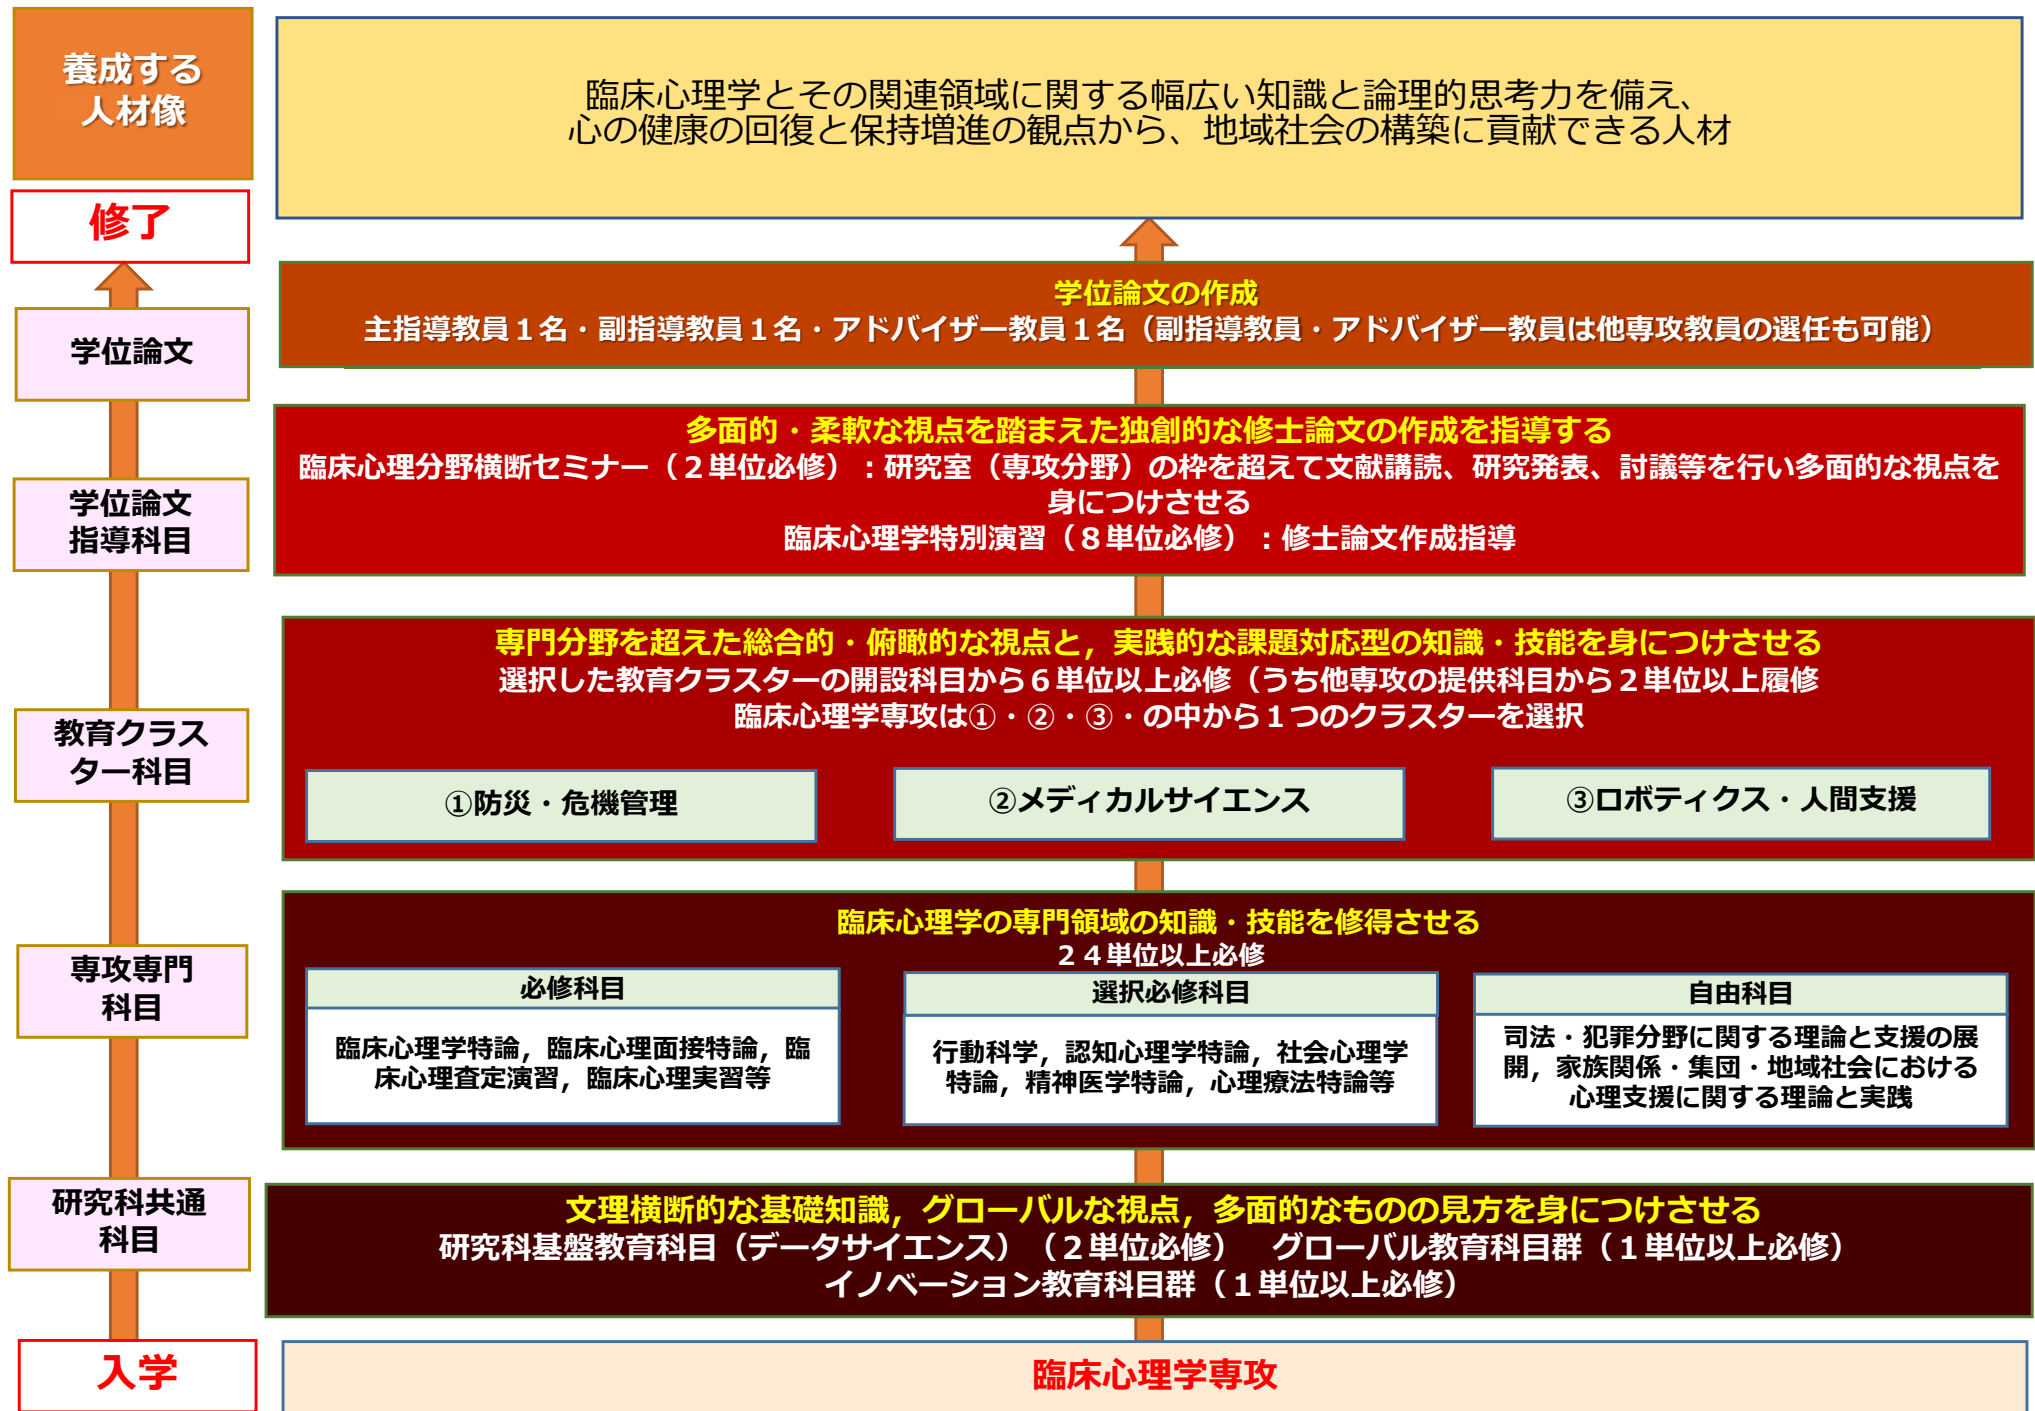 養成する
人材像
臨床心理学とその関連領域に関する幅広い知識と論理的思考力を備え、
心の健康の回復と保持増進の観点から、地域社会の構築に貢献できる人材
修了
学位論文
学位論文の作成
主指導教員１名・副指導教員１名・アドバイザー教員１名（副指導教員・アドバイザー教員は他専攻教員の選任も可能）
学位論文
指導科目
多面的・柔軟な視点を踏まえた独創的な修士論文の作成を指導する
臨床心理分野横断セミナー（２単位必修）：研究室（専攻分野）の枠を超えて文献講読、研究発表、討議等を行い多面的な視点を
身につけさせる
臨床心理学特別演習（８単位必修）：修士論文作成指導
教育クラス
ター科目
専門分野を超えた総合的・俯瞰的な視点と，実践的な課題対応型の知識・技能を身につけさせる
選択した教育クラスターの開設科目から６単位以上必修（うち他専攻の提供科目から２単位以上履修
臨床心理学専攻は①・②・③・の中から１つのクラスターを選択
①防災・危機管理
②メディカルサイエンス
③ロボティクス・人間支援
専攻専門
科目
臨床心理学の専門領域の知識・技能を修得させる
２４単位以上必修
必修科目
臨床心理学特論，臨床心理面接特論，臨
床心理査定演習，臨床心理実習等
選択必修科目
行動科学，認知心理学特論，社会心理学
特論，精神医学特論，心理療法特論等
自由科目
司法・犯罪分野に関する理論と支援の展
開，家族関係・集団・地域社会における
心理支援に関する理論と実践
研究科共通
科目
文理横断的な基礎知識，グローバルな視点，多面的なものの見方を身につけさせる
研究科基盤教育科目（データサイエンス）（２単位必修）　グローバル教育科目群（１単位以上必修）
イノベーション教育科目群（１単位以上必修）
入学
臨床心理学専攻